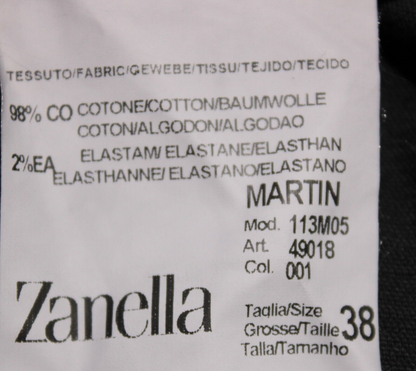 TESSUTO/FABRIC/GEWEBE/TISSU/TEJIDO/TECIDO
98% CO COTONE/COTTON/BAUMWOLLE
COTON/ALGODON/ALGODAO
2%EA ELASTAM/ ELASTANE/ELASTHAN
ELASTHANNE/ ELASTANO/ELASTANO
MARTIN
Mod. 113M05
Art. 49018
Col. 001
Zanella
Taglia/Size
Grosse/Taille 38
Talla/Tamanho